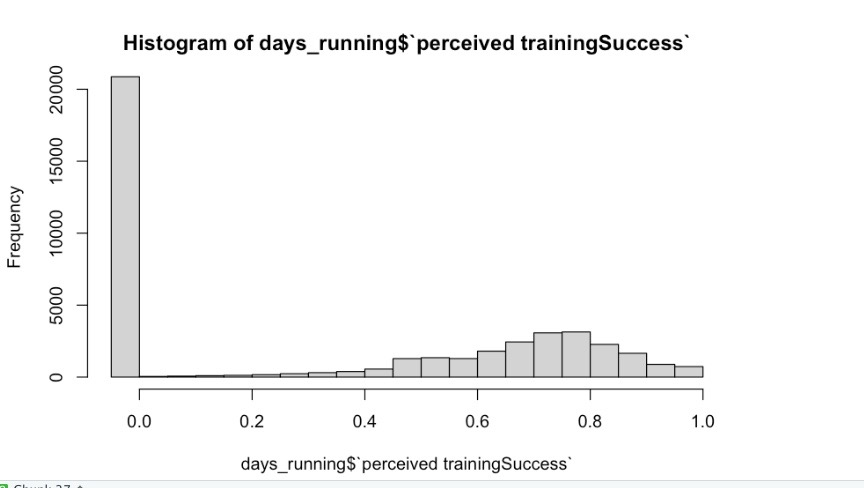 Histogram of days_running$`perceived trainingSuccess`
Frequency
20000
15000
10000
5000
0
0.0 0.2 0.4 0.6 0.8 1.0
days_running$`perceived trainingSuccess`